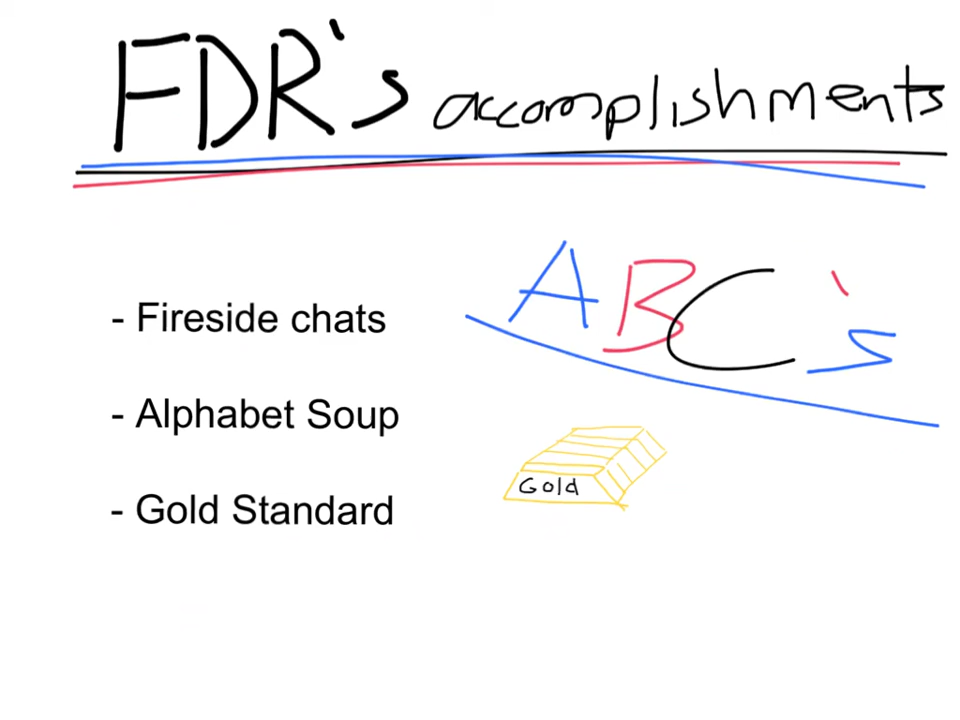 FDR's accomplishments
ABC's
- Fireside chats
- Alphabet Soup
- Gold Standard
Gold